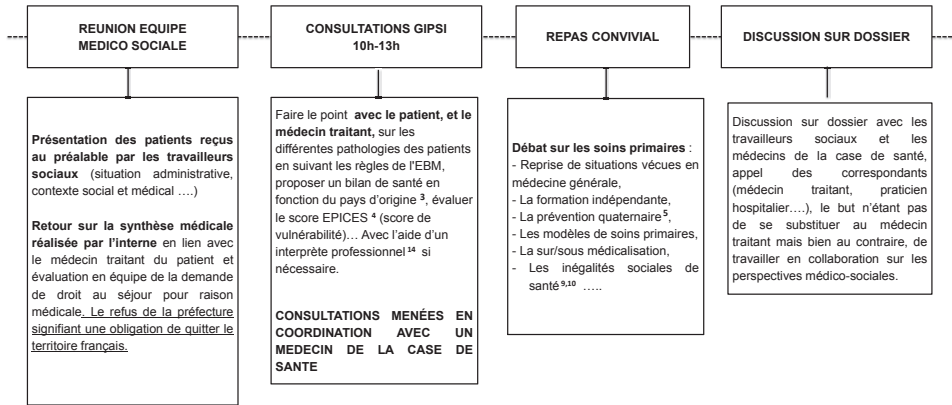 REUNION EQUIPE
MEDICO SOCIALE
Présentation des patients reçus
au préalable par les travailleurs
sociaux (situation administrative,
contexte social et médical ….)
Retour sur la synthèse médicale
réalisée par l'interne en lien avec
le médecin traitant du patient et
évaluation en équipe de la demande
de droit au séjour pour raison
médicale. Le refus de la préfecture
signifiant une obligation de quitter le
territoire français.
CONSULTATIONS GIPSI
10h-13h
Faire le point avec le patient, et le
médecin traitant, sur les
différentes pathologies des patients
en suivant les règles de l'EBM,
proposer un bilan de santé en
fonction du pays d'origine 3, évaluer
le score EPICES 4 (score de
vulnérabilité)… Avec l'aide d'un
interprète professionnel 14 si
nécessaire.
CONSULTATIONS MENÉES EN
COORDINATION AVEC UN
MEDECIN DE LA CASE DE
SANTE
REPAS CONVIVIAL
Débat sur les soins primaires :
- Reprise de situations vécues en
médecine générale,
- La formation indépendante,
- La prévention quaternaire5,
- Les modèles de soins primaires,
- La sur/sous médicalisation,
- Les inégalités sociales de
santé9,10 …..
DISCUSSION SUR DOSSIER
Discussion sur dossier avec les
travailleurs sociaux et les
médecins de la case de santé,
appel des correspondants
(médecin traitant, praticien
hospitalier….), le but n'étant pas
de se substituer au médecin
traitant mais bien au contraire, de
travailler en collaboration sur les
perspectives médico-sociales.